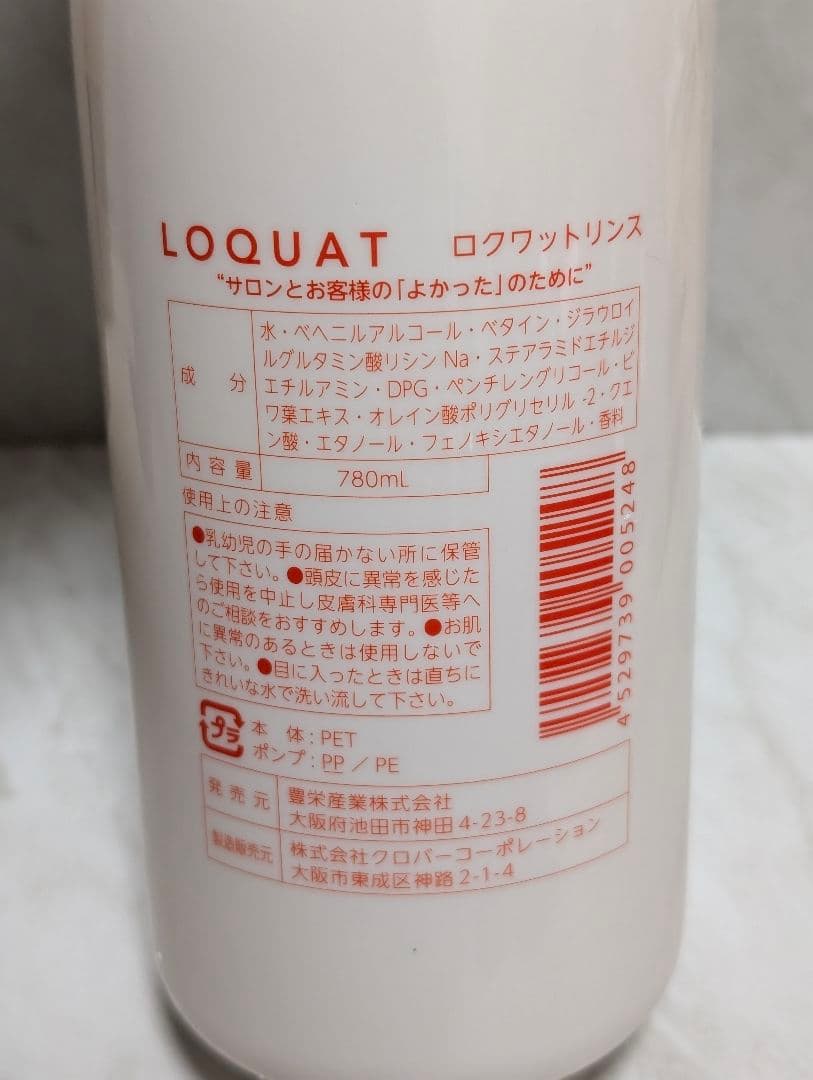 LOQUAT ロクワットリンス
“サロンとお客様の「よかった」のために”
成 分
水・ベヘニルアルコール・ベタイン・ジラウロイ
ルグルタミン酸リシンNa・ステアラミドエチルジ
エチルアミン・DPG・ペンチレングリコール・ビ
ワ葉エキス・オレイン酸ポリグリセリル-2・クエ
ン酸・エタノール・フェノキシエタノール・香料
内容量 780mL
使用上の注意
●乳幼児の手の届かない所に保管
して下さい。●頭皮に異常を感じた
ら使用を中止し皮膚科専門医等へ
のご相談をおすすめします。●お肌
に異常のあるときは使用しないで
下さい。●目に入ったときは直ちに
きれいな水で洗い流して下さい。
4 529739 005248
プラ
本 体：PET
ポンプ：PP ／ PE
発売元
豊栄産業株式会社
大阪府池田市神田4-23-8
製造販売元
株式会社クロバーコーポレーション
大阪市東成区神路2-1-4